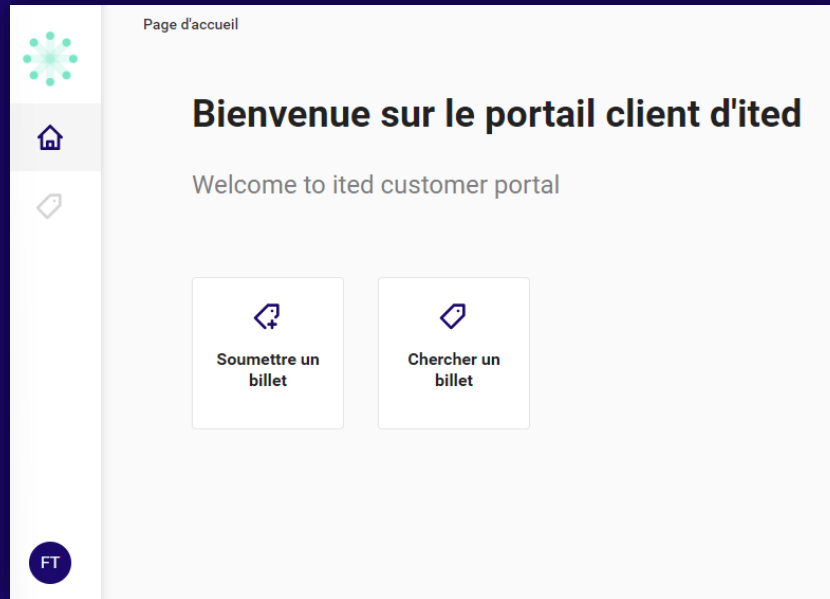 Page d'accueil
Bienvenue sur le portail client d'ited
Welcome to ited customer portal
Soumettre un
billet
Chercher un
billet
FT